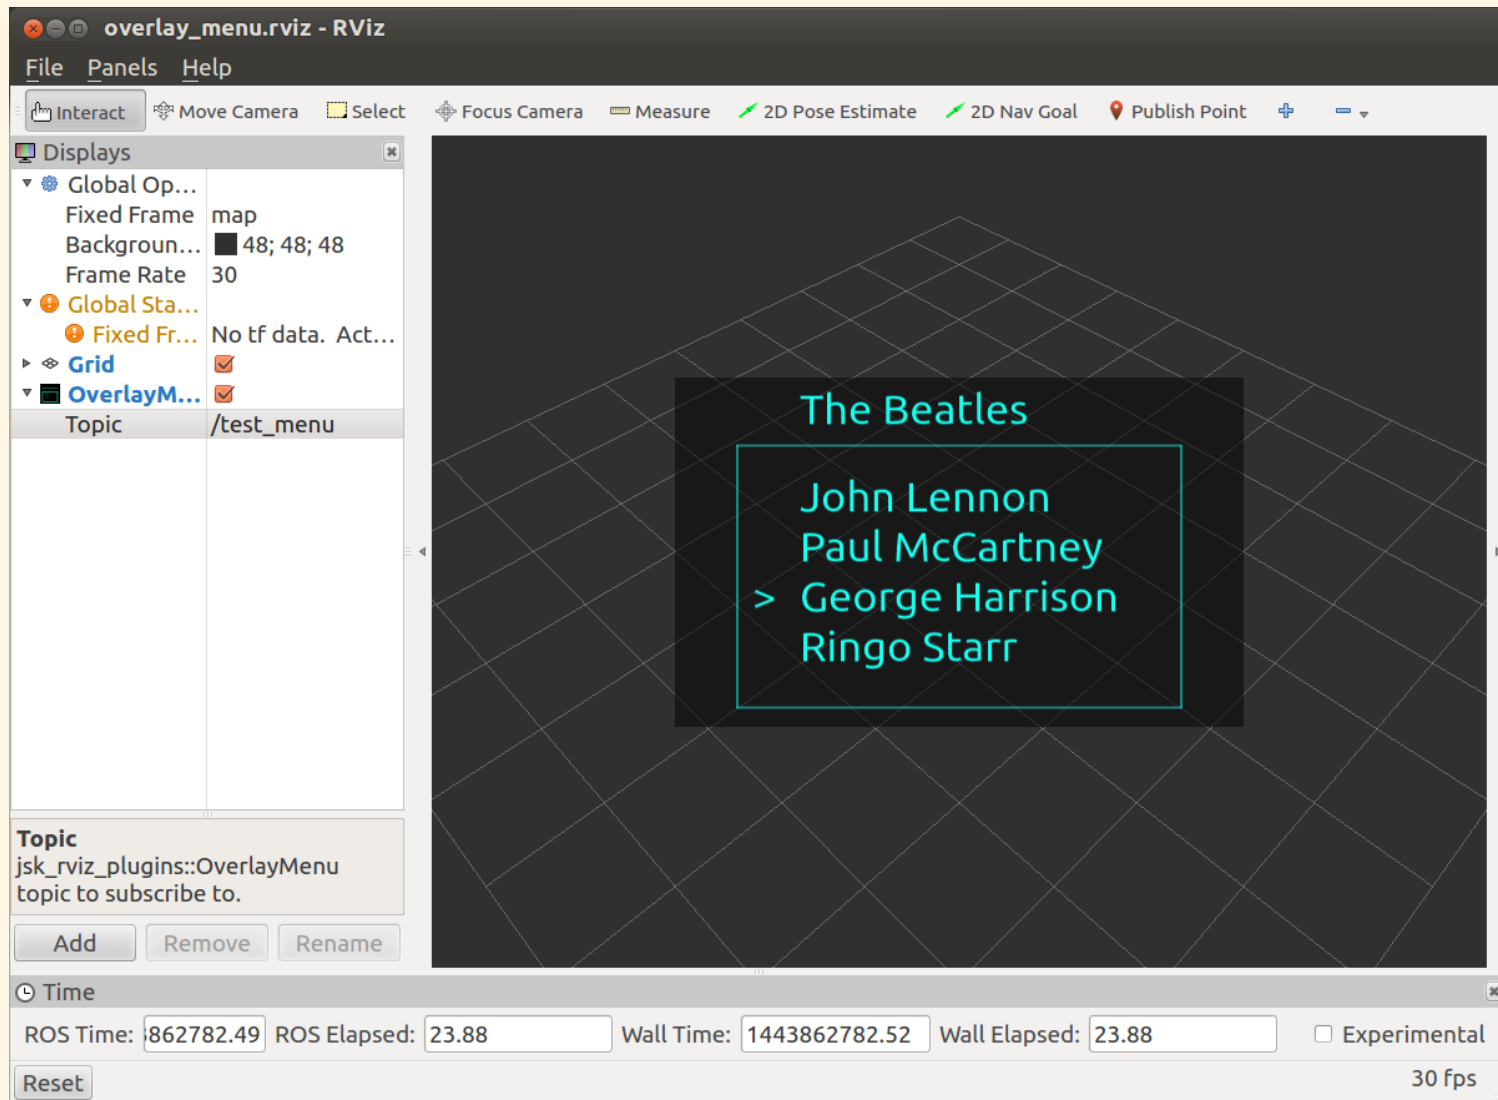 overlay_menu.rviz - RViz
File Panels Help
Interact Move Camera Select Focus Camera Measure 2D Pose Estimate 2D Nav Goal Publish Point
Displays
Global Op...
Fixed Frame map
Backgroun... 48; 48; 48
Frame Rate 30
Global Sta...
Fixed Fr... No tf data. Act...
Grid
OverlayM...
Topic /test_menu
The Beatles
John Lennon
Paul McCartney
> George Harrison
Ringo Starr
Topic
jsk_rviz_plugins::OverlayMenu
topic to subscribe to.
Add Remove Rename
Time
ROS Time: 862782.49 ROS Elapsed: 23.88 Wall Time: 1443862782.52 Wall Elapsed: 23.88 Experimental
Reset 30 fps